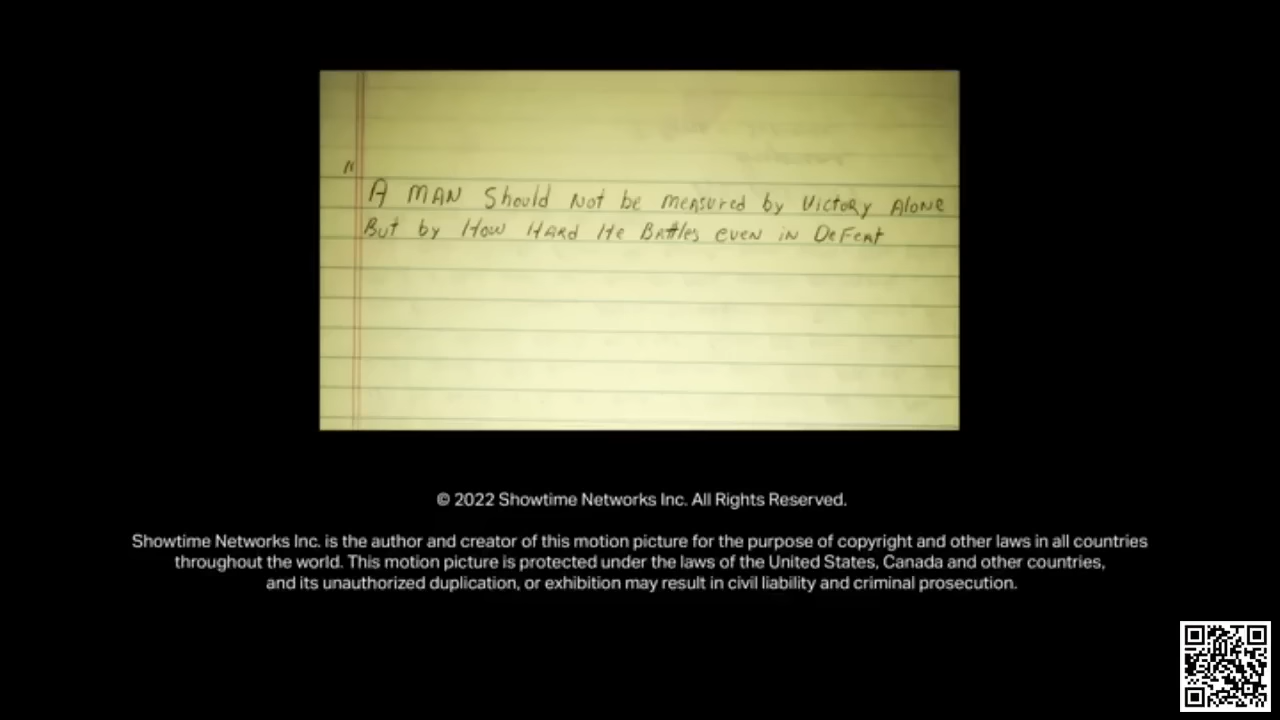 "
A MAN Should Not be measured by Victory Alone
But by How Hard He Battles even in Defeat
© 2022 Showtime Networks Inc. All Rights Reserved.
Showtime Networks Inc. is the author and creator of this motion picture for the purpose of copyright and other laws in all countries
throughout the world. This motion picture is protected under the laws of the United States, Canada and other countries,
and its unauthorized duplication, or exhibition may result in civil liability and criminal prosecution.